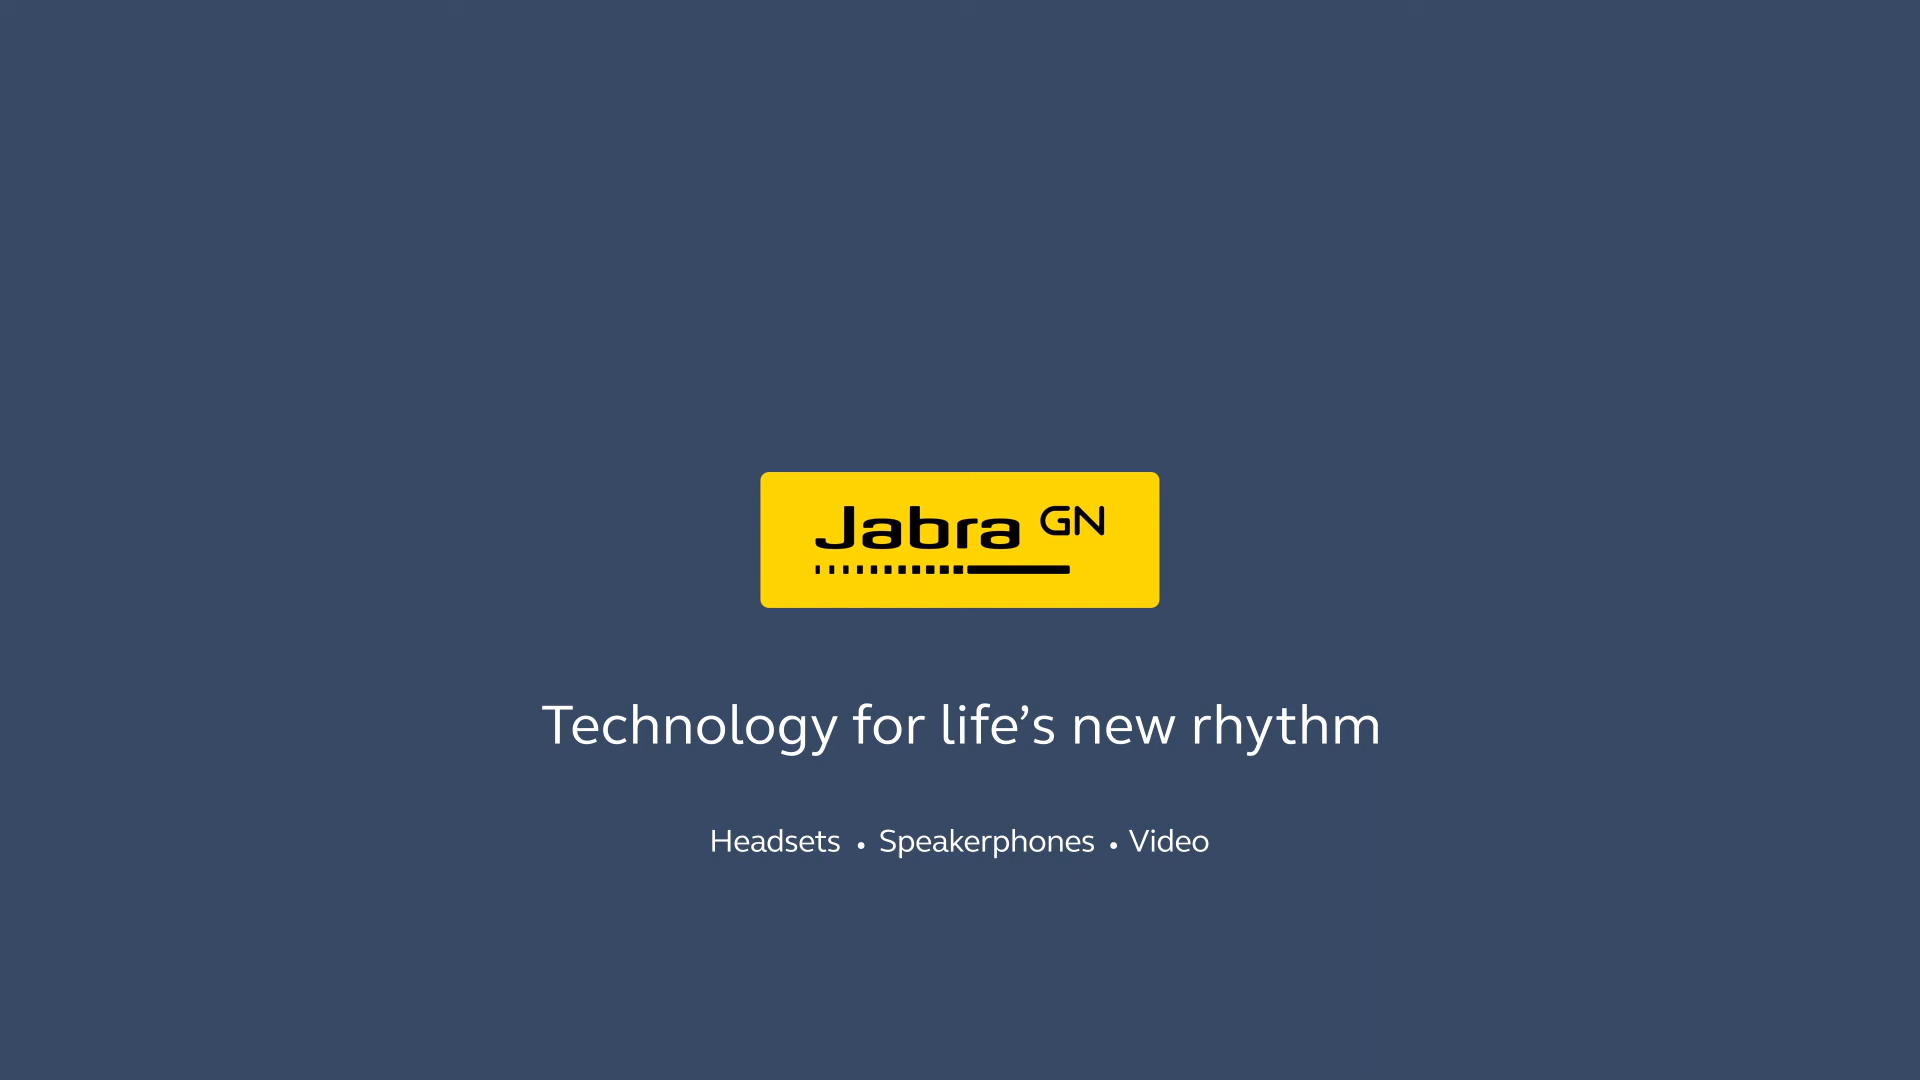 Jabra GN
Technology for life’s new rhythm
Headsets • Speakerphones • Video